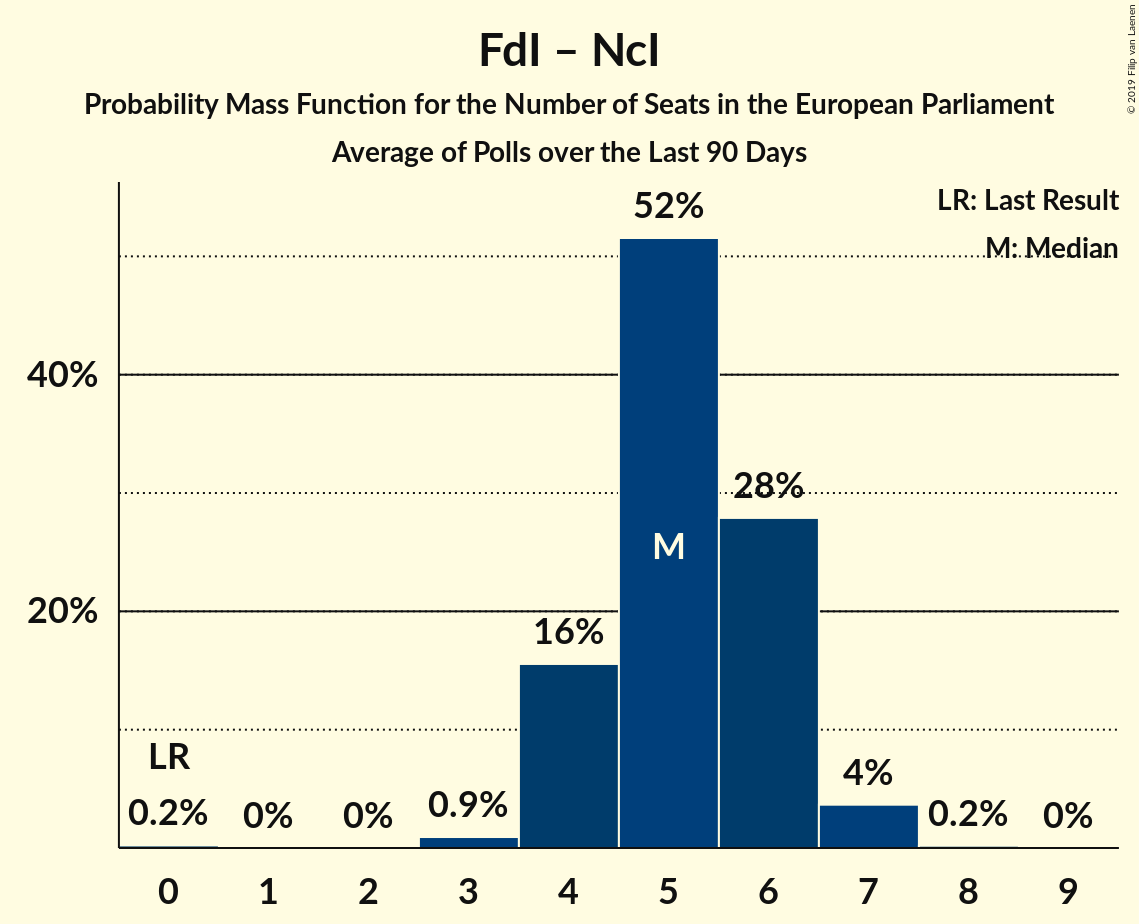 FdI – NcI
Probability Mass Function for the Number of Seats in the European Parliament
Average of Polls over the Last 90 Days
© 2019 Filip van Laenen
LR: Last Result
M: Median
52%
40%
28%
M
20%
16%
LR
4%
0.2% 0% 0% 0.9% 0.2% 0%
0 1 2 3 4 5 6 7 8 9